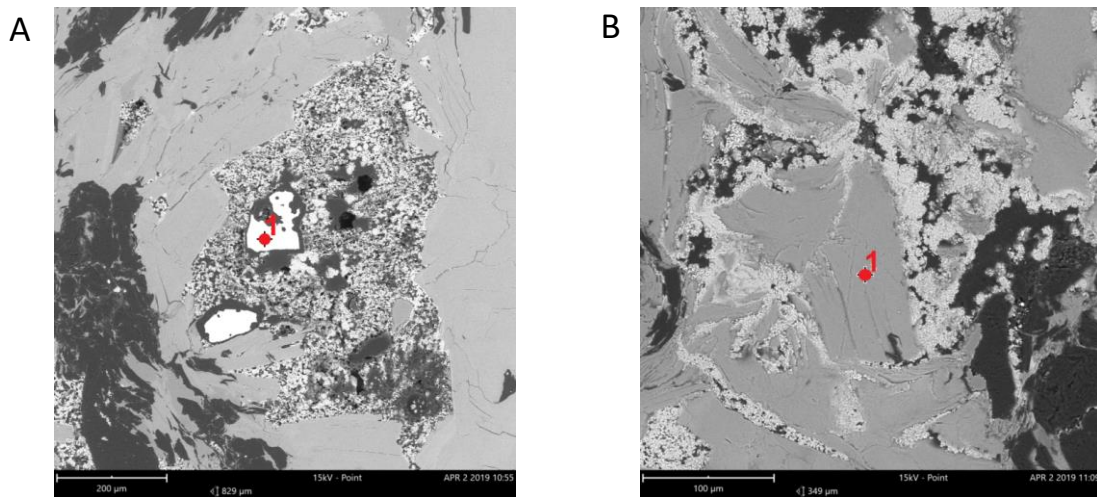 A
1
200 µm
829 µm
15kV - Point
APR 2 2019 10:55
B
1
100 µm
349 µm
15kV - Point
APR 2 2019 11:09